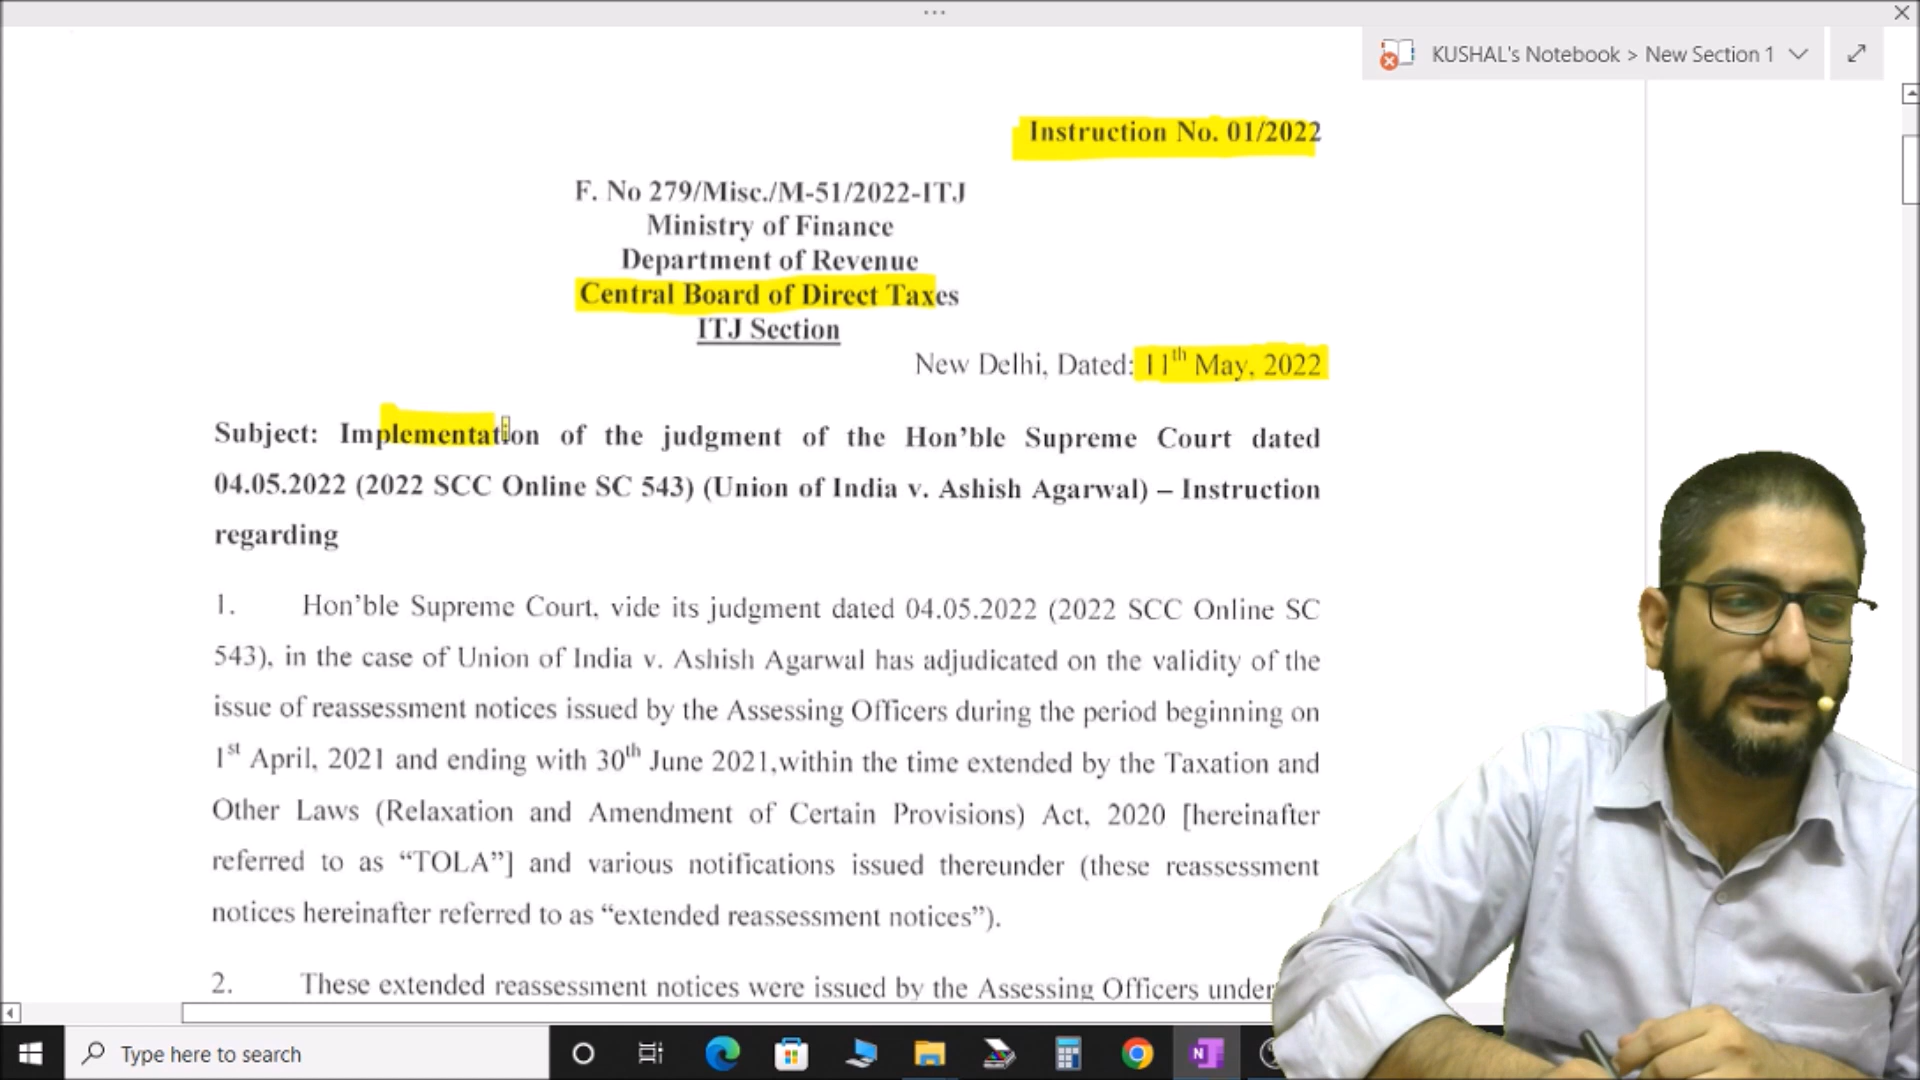 KUSHAL's Notebook > New Section 1
Instruction No. 01/2022
F. No 279/Misc./M-51/2022-ITJ
Ministry of Finance
Department of Revenue
Central Board of Direct Taxes
ITJ Section
New Delhi, Dated: 11th May, 2022
Subject: Implementation of the judgment of the Hon'ble Supreme Court dated
04.05.2022 (2022 SCC Online SC 543) (Union of India v. Ashish Agarwal) – Instruction
regarding
1. Hon'ble Supreme Court, vide its judgment dated 04.05.2022 (2022 SCC Online SC
543), in the case of Union of India v. Ashish Agarwal has adjudicated on the validity of the
issue of reassessment notices issued by the Assessing Officers during the period beginning on
1st April, 2021 and ending with 30th June 2021,within the time extended by the Taxation and
Other Laws (Relaxation and Amendment of Certain Provisions) Act, 2020 [hereinafter
referred to as “TOLA”] and various notifications issued thereunder (these reassessment
notices hereinafter referred to as “extended reassessment notices”).
2. These extended reassessment notices were issued by the Assessing Officers under
Type here to search